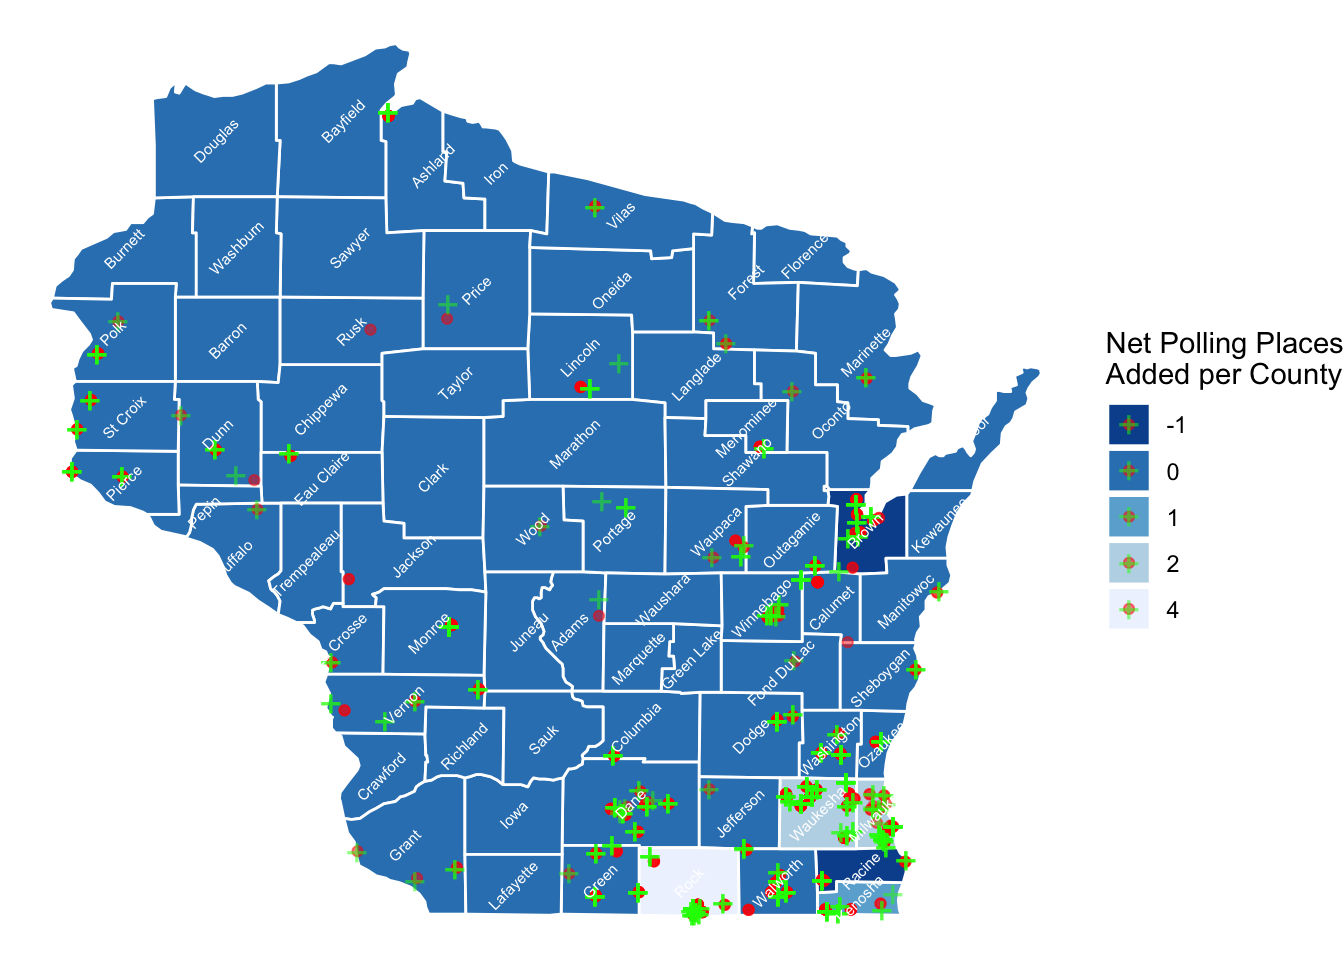 Douglas
Bayfield
Ashland
Iron
Vilas
Burnett
Washburn
Sawyer
Price
Oneida
Forest
Florence
Polk
Barron
Rusk
Lincoln
Langlade
Marinette
Taylor
St Croix
Dunn
Chippewa
Menominee
Oconto
Pierce
Eau Claire
Clark
Marathon
Shawano
Pepin
uffalo
Trempealeau
Jackson
Wood
Portage
Waupaca
Outagamie
Brown
Kewaunee
Crosse
Monroe
Juneau
Adams
Waushara
Winnebago
Calumet
Manitowoc
Marquette
Green Lake
Fond Du Lac
Sheboygan
Vernon
Richland
Sauk
Columbia
Dodge
Washington
Ozaukee
Crawford
Grant
Iowa
Dane
Jefferson
Waukesha
Milwauk
Lafayette
Green
Rock
Walworth
Racine
enosha
Net Polling Places
Added per County
-1
0
1
2
4